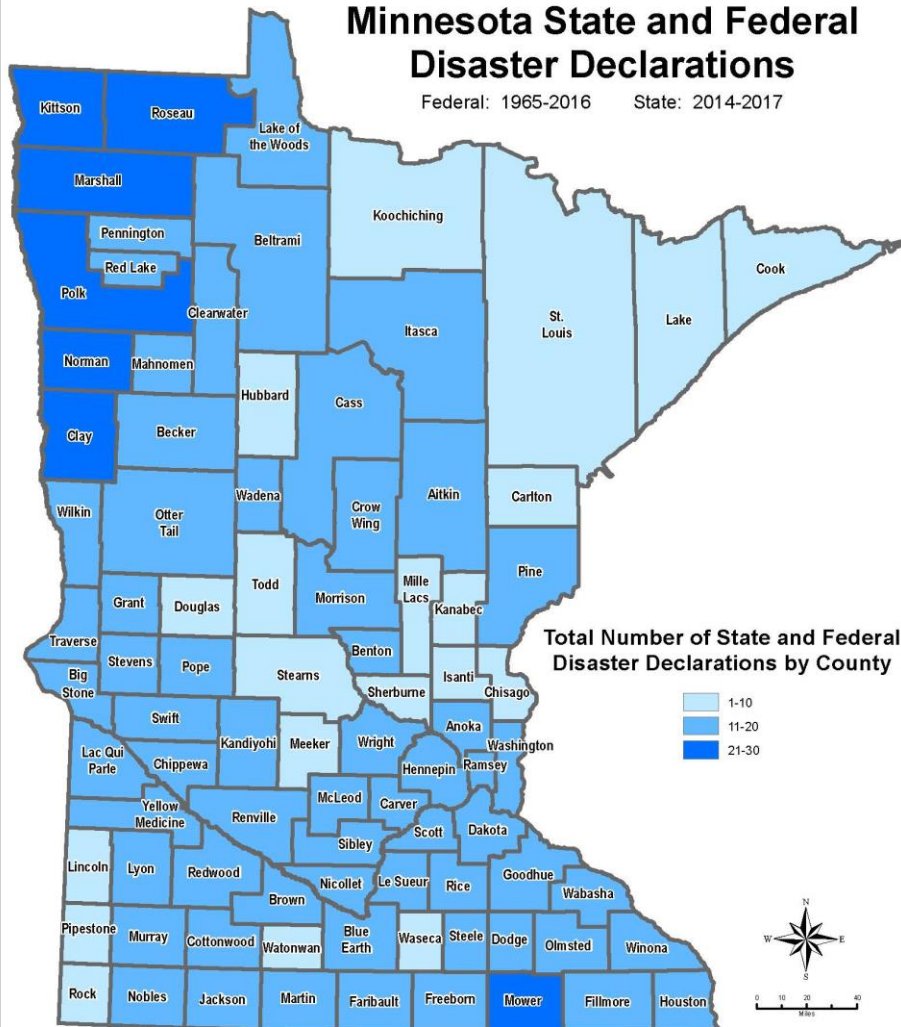 Minnesota State and Federal
Disaster Declarations
Federal: 1965-2016 State: 2014-2017
Kittson
Roseau
Lake of
the Woods
Marshall
Koochiching
Pennington
Beltrami
Red Lake
Cook
Polk
Clearwater
St.
Louis
Lake
Itasca
Norman
Mahnomen
Hubbard
Cass
Clay
Becker
Wadena
Aitkin
Carlton
Wilkin
Otter
Tail
Crow
Wing
Pine
Mille
Lacs
Todd
Grant
Douglas
Morrison
Kanabec
Traverse
Stevens
Pope
Benton
Big
Stone
Stearns
Isanti
Sherburne
Chisago
Total Number of State and Federal
Disaster Declarations by County
1-10
11-20
21-30
Swift
Anoka
Kandiyohi
Meeker
Wright
Washington
Lac Qui
Parle
Chippewa
Hennepin
Ramsey
Yellow
Medicine
Renville
McLeod
Carver
Scott
Dakota
Sibley
Lincoln
Lyon
Redwood
Nicollet
Le Sueur
Rice
Goodhue
Wabasha
Brown
Pipestone
Murray
Cottonwood
Watonwan
Blue
Earth
Waseca
Steele
Dodge
Olmsted
Winona
Rock
Nobles
Jackson
Martin
Faribault
Freeborn
Mower
Fillmore
Houston
N
W
E
S
0 10 20 40
Miles